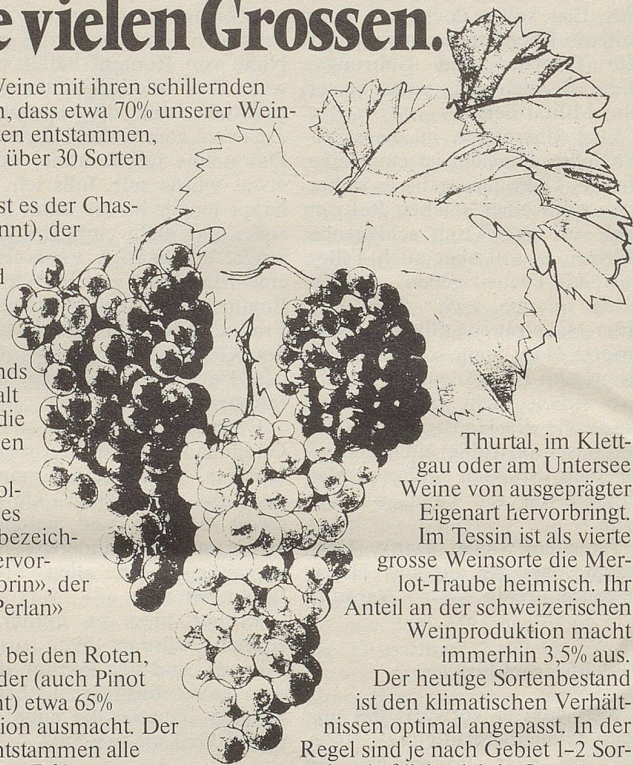 e vielen Grossen.
Veine mit ihren schillernden
n, dass etwa 70% unserer Wein-
ten entstammen,
über 30 Sorten
st es der Chas-
nnt), der
d
nds
alt
die
en
ol-
es
bezeich-
ervor-
orin», der
Perlan»
bei den Roten,
der (auch Pinot
nt) etwa 65%
ion ausmacht. Der
ntstammen alle
Thurtal, im Klett-
gau oder am Untersee
Weine von ausgeprägter
Eigenart hervorbringt.
Im Tessin ist als vierte
grosse Weinsorte die Mer-
lot-Traube heimisch. Ihr
Anteil an der schweizerischen
Weinproduktion macht
immerhin 3,5% aus.
Der heutige Sortenbestand
ist den klimatischen Verhält-
nissen optimal angepasst. In der
Regel sind je nach Gebiet 1–2 Sor-